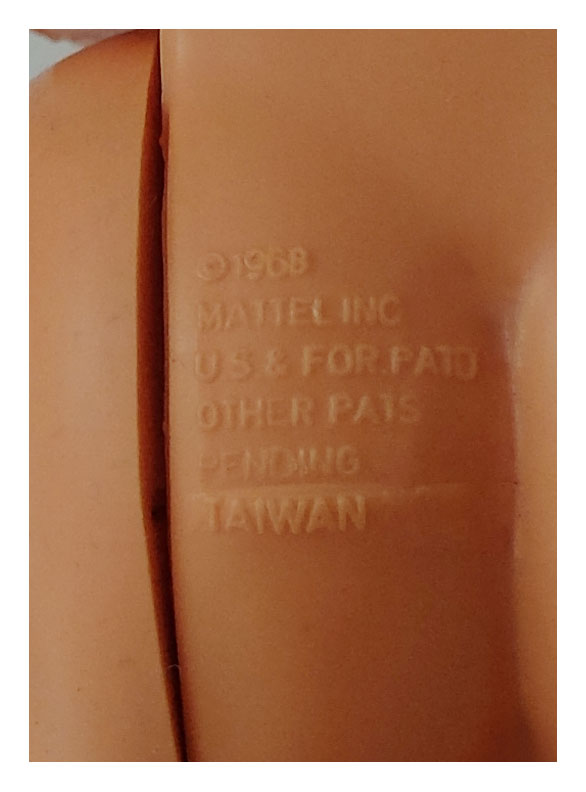 ©1968
MATTEL INC
U.S & FOR.PATD
OTHER PATS
PENDING
TAIWAN